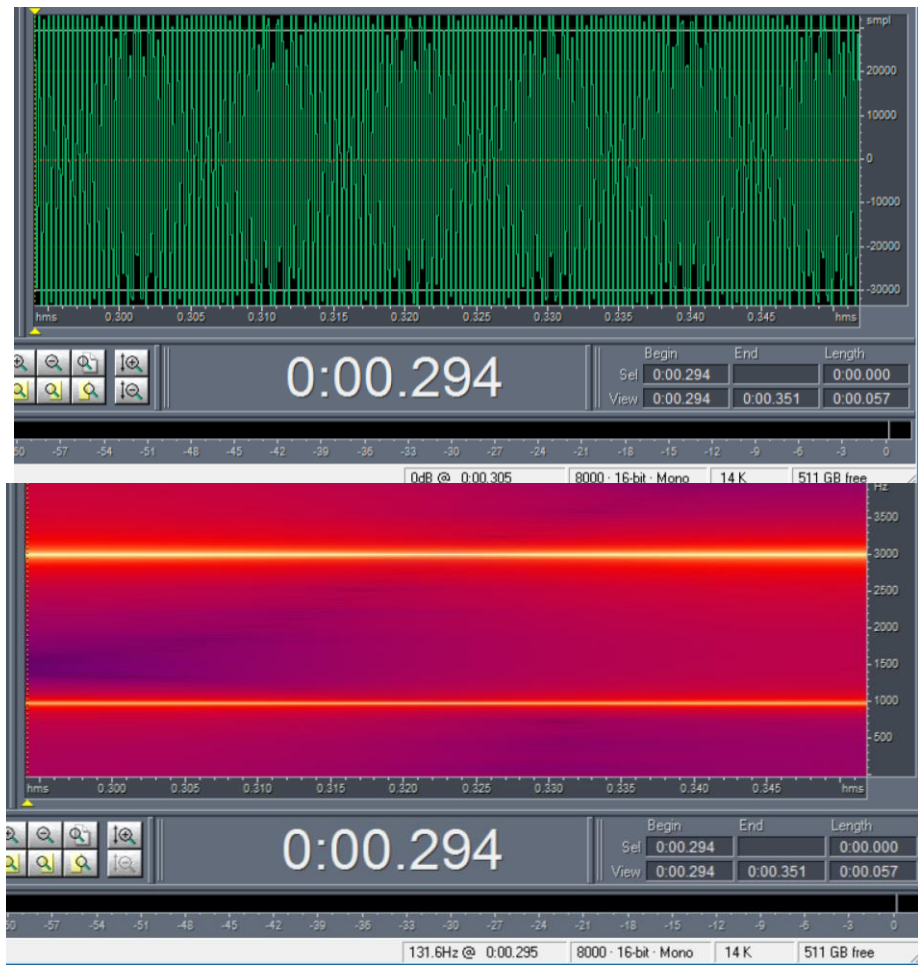 smpl
20000
10000
0
-10000
-20000
-30000
hms 0.300 0.305 0.310 0.315 0.320 0.325 0.330 0.335 0.340 0.345 hms
0:00.294
Begin End Length
Sel 0:00.294 0:00.000
View 0:00.294 0:00.351 0:00.057
-57 -54 -51 -48 -45 -42 -39 -36 -33 -30 -27 -24 -21 -18 -15 -12 -9 -6 -3 0
0dB @ 0:00.305 8000 · 16-bit · Mono 14 K 511 GB free
Hz
3500
3000
2500
2000
1500
1000
500
hms 0.300 0.305 0.310 0.315 0.320 0.325 0.330 0.335 0.340 0.345 hms
0:00.294
Begin End Length
Sel 0:00.294 0:00.000
View 0:00.294 0:00.351 0:00.057
-57 -54 -51 -48 -45 -42 -39 -36 -33 -30 -27 -24 -21 -18 -15 -12 -9 -6 -3 0
131.6Hz @ 0:00.295 8000 · 16-bit · Mono 14 K 511 GB free